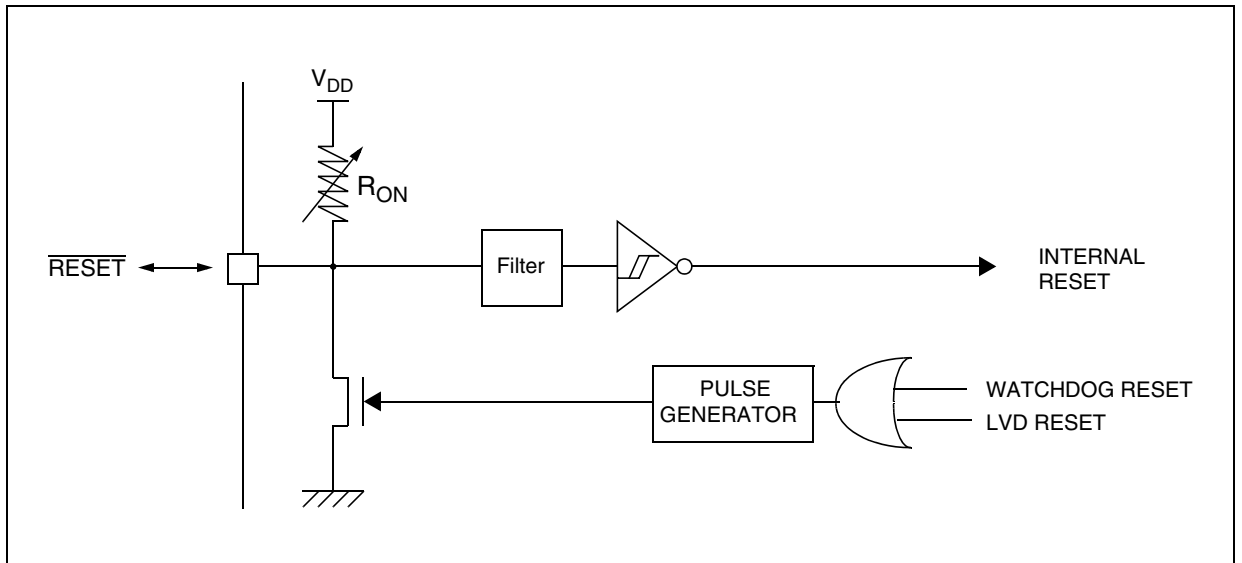 VDD
RON
RESET
Filter
INTERNAL
RESET
PULSE
GENERATOR
WATCHDOG RESET
LVD RESET